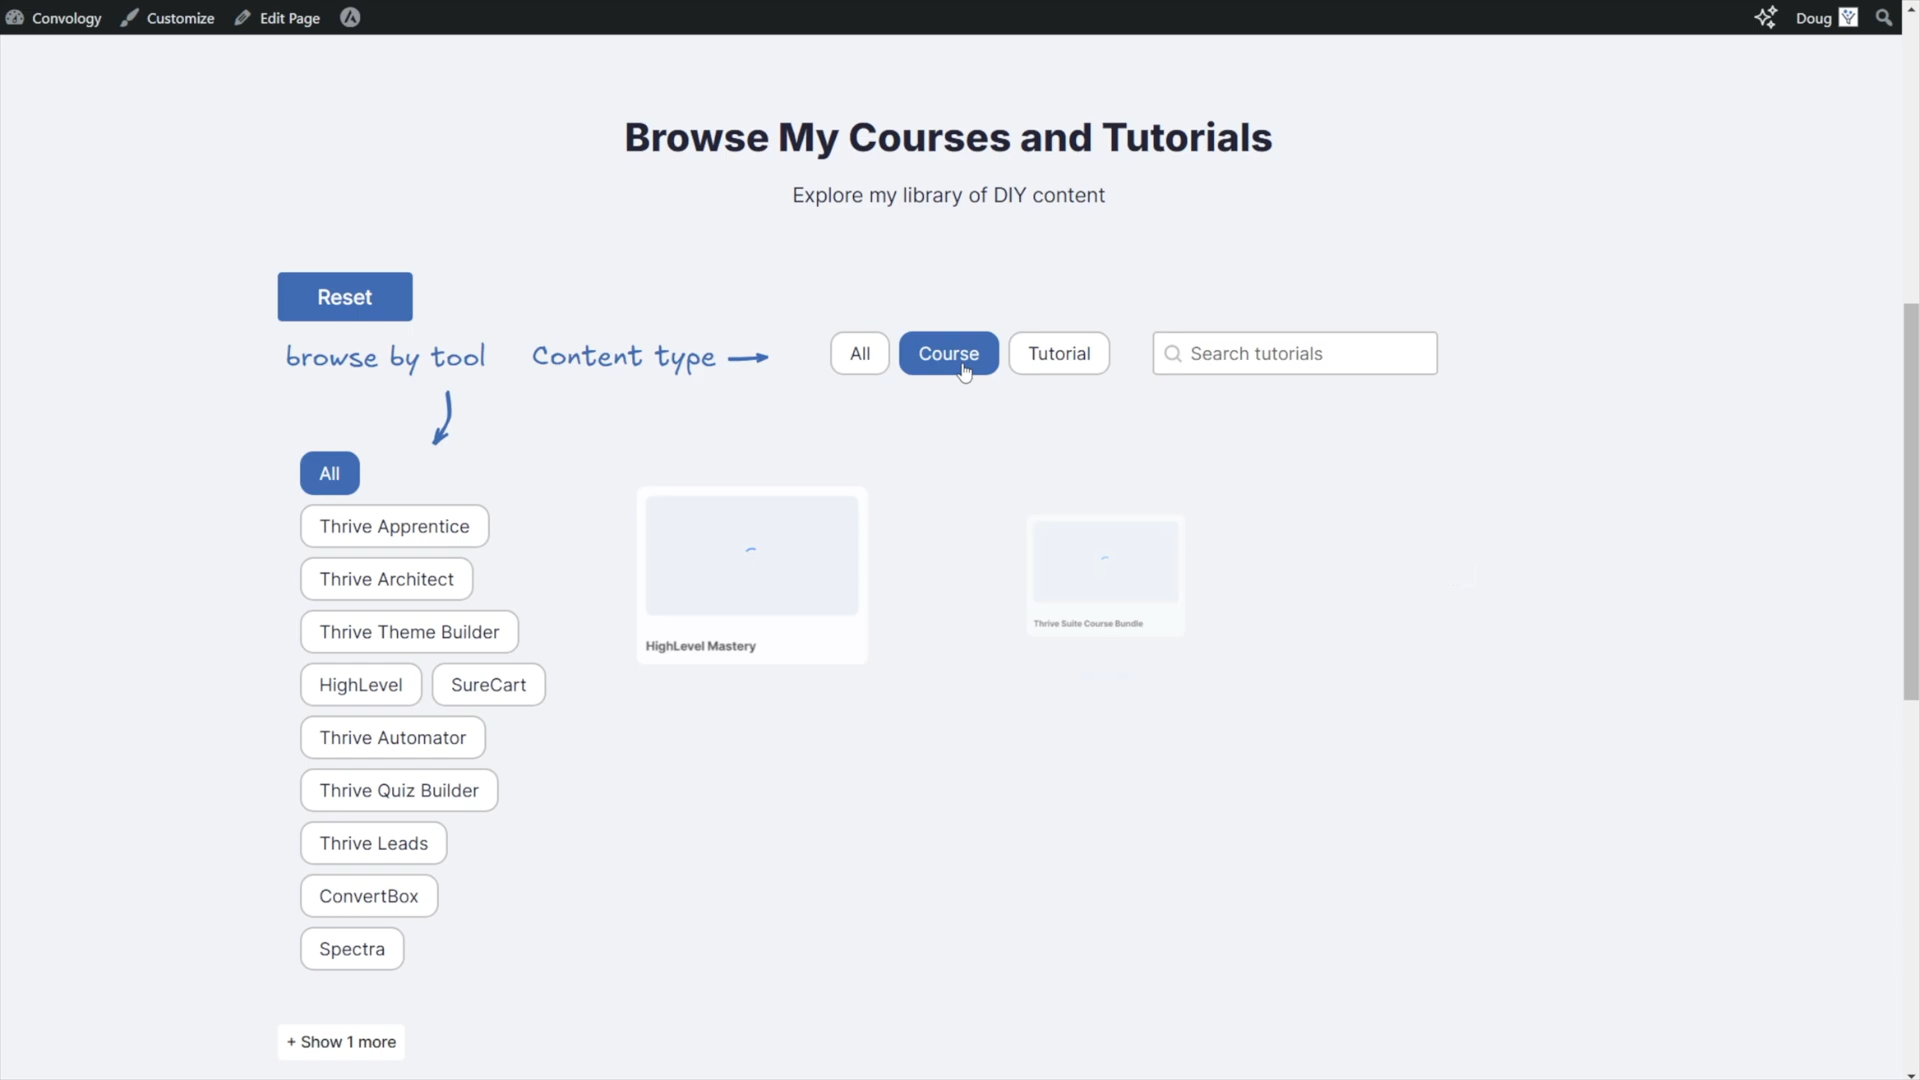 Convology
Customize
Edit Page
Doug
Browse My Courses and Tutorials
Explore my library of DIY content
Reset
browse by tool
Content type
All
Course
Tutorial
Search tutorials
All
Thrive Apprentice
Thrive Architect
Thrive Theme Builder
HighLevel
SureCart
Thrive Automator
Thrive Quiz Builder
Thrive Leads
ConvertBox
Spectra
+ Show 1 more
HighLevel Mastery
Thrive Suite Course Bundle